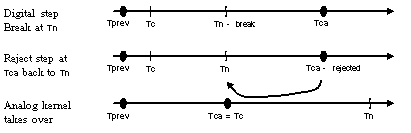 Digital step
Break at Tn
Tprev Tc Tn - break Tca
Reject step at
Tca back to Tn
Tprev Tc Tn Tca - rejected
Analog kernel
takes over
Tprev Tca = Tc Tn